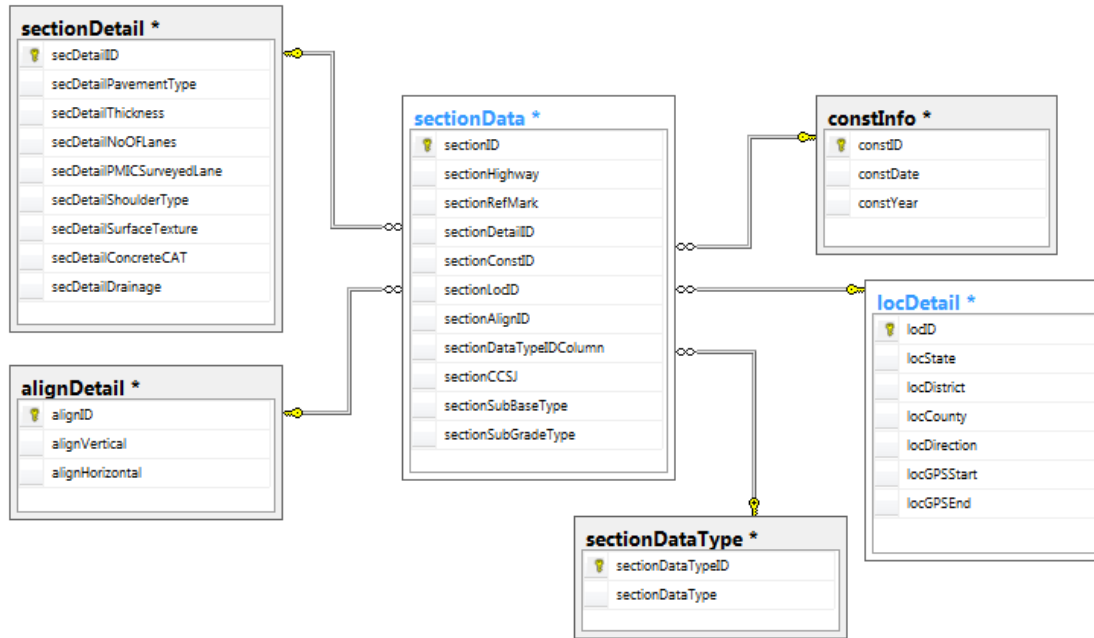 sectionDetail *
secDetailID
secDetailPavementType
secDetailThickness
secDetailNoOFLanes
secDetailPMICSurveyedLane
secDetailShoulderType
secDetailSurfaceTexture
secDetailConcreteCAT
secDetailDrainage
alignDetail *
alignID
alignVertical
alignHorizontal
sectionData *
sectionID
sectionHighway
sectionRefMark
sectionDetailID
sectionConstID
sectionLocID
sectionAlignID
sectionDataTypeIDColumn
sectionCCSJ
sectionSubBaseType
sectionSubGradeType
constInfo *
constID
constDate
constYear
locDetail *
locID
locState
locDistrict
locCounty
locDirection
locGPSStart
locGPSEnd
sectionDataType *
sectionDataTypeID
sectionDataType